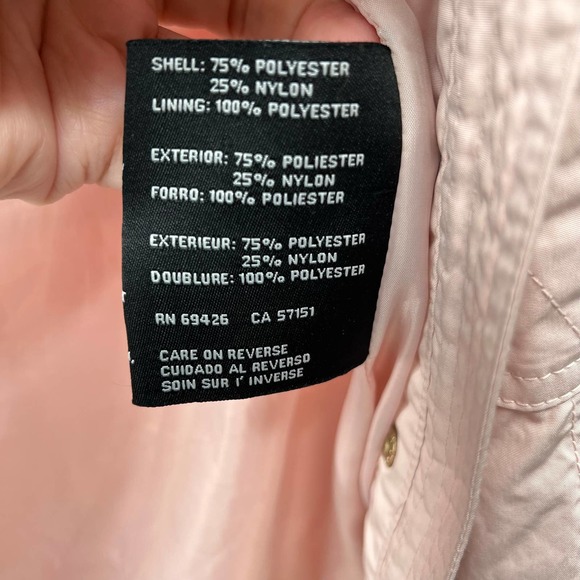 SHELL: 75% POLYESTER
25% NYLON
LINING: 100% POLYESTER
EXTERIOR: 75% POLIESTER
25% NYLON
FORRO: 100% POLIESTER
EXTERIEUR: 75% POLYESTER
25% NYLON
DOUBLURE: 100% POLYESTER
RN 69426 CA 57151
CARE ON REVERSE
CUIDADO AL REVERSO
SOIN SUR I' INVERSE